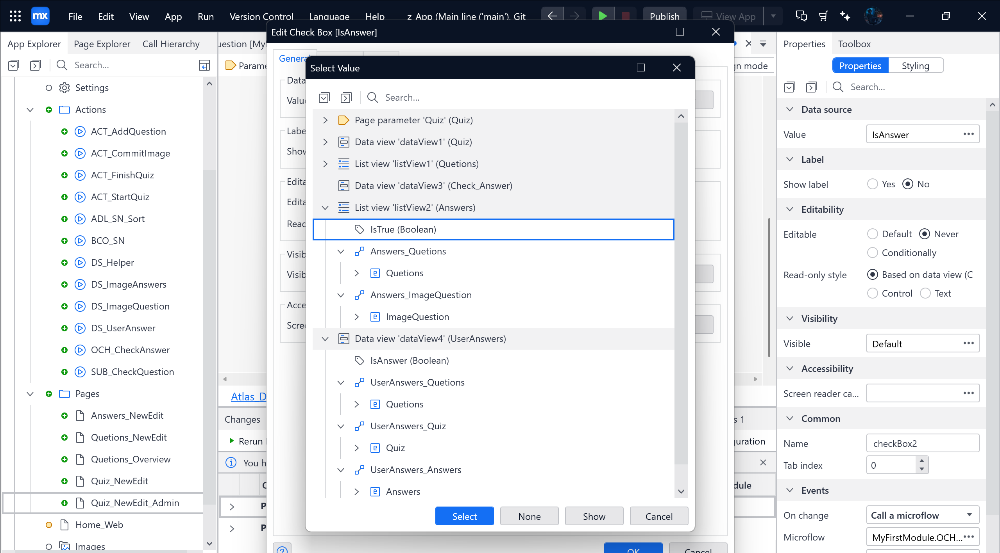 mx File Edit View App Run Version Control Language Help z_App (Main line ('main'), Git Publish View App
App Explorer Page Explorer Call Hierarchy
Search...
Settings
Actions
ACT_AddQuestion
ACT_CommitImage
ACT_FinishQuiz
ACT_StartQuiz
ADL_SN_Sort
BCO_SN
DS_Helper
DS_ImageAnswers
DS_ImageQuestion
DS_UserAnswer
OCH_CheckAnswer
SUB_CheckQuestion
Pages
Answers_NewEdit
Quetions_NewEdit
Quetions_Overview
Quiz_NewEdit
Quiz_NewEdit_Admin
Home_Web
Images
uestion [My
Parame
Atlas_D
Changes
Rerun
You h
P
P
s 1
guration
dule
gn mode
Edit Check Box [IsAnswer]
General
Data
Valu
Labe
Show
Edita
Edita
Read
Visib
Visib
Acce
Scree
OK Cancel
Select Value
Search...
Page parameter 'Quiz' (Quiz)
Data view 'dataView1' (Quiz)
List view 'listView1' (Quetions)
Data view 'dataView3' (Check_Answer)
List view 'listView2' (Answers)
IsTrue (Boolean)
Answers_Quetions
Quetions
Answers_ImageQuestion
ImageQuestion
Data view 'dataView4' (UserAnswers)
IsAnswer (Boolean)
UserAnswers_Quetions
Quetions
UserAnswers_Quiz
Quiz
UserAnswers_Answers
Answers
Select None Show Cancel
Properties Toolbox
Properties Styling
Search...
Data source
Value IsAnswer ...
Label
Show label Yes No
Editability
Editable Default Never
Conditionally
Read-only style Based on data view (C
Control Text
Visibility
Visible Default ...
Accessibility
Screen reader ca... ...
Common
Name checkBox2
Tab index 0
Events
On change Call a microflow
Microflow MyFirstModule.OCH... ...